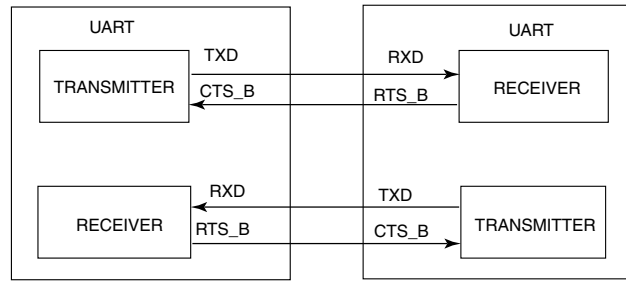 UART
UART
TXD
RXD
TRANSMITTER
CTS_B
RTS_B
RECEIVER
RXD
TXD
RECEIVER
RTS_B
CTS_B
TRANSMITTER